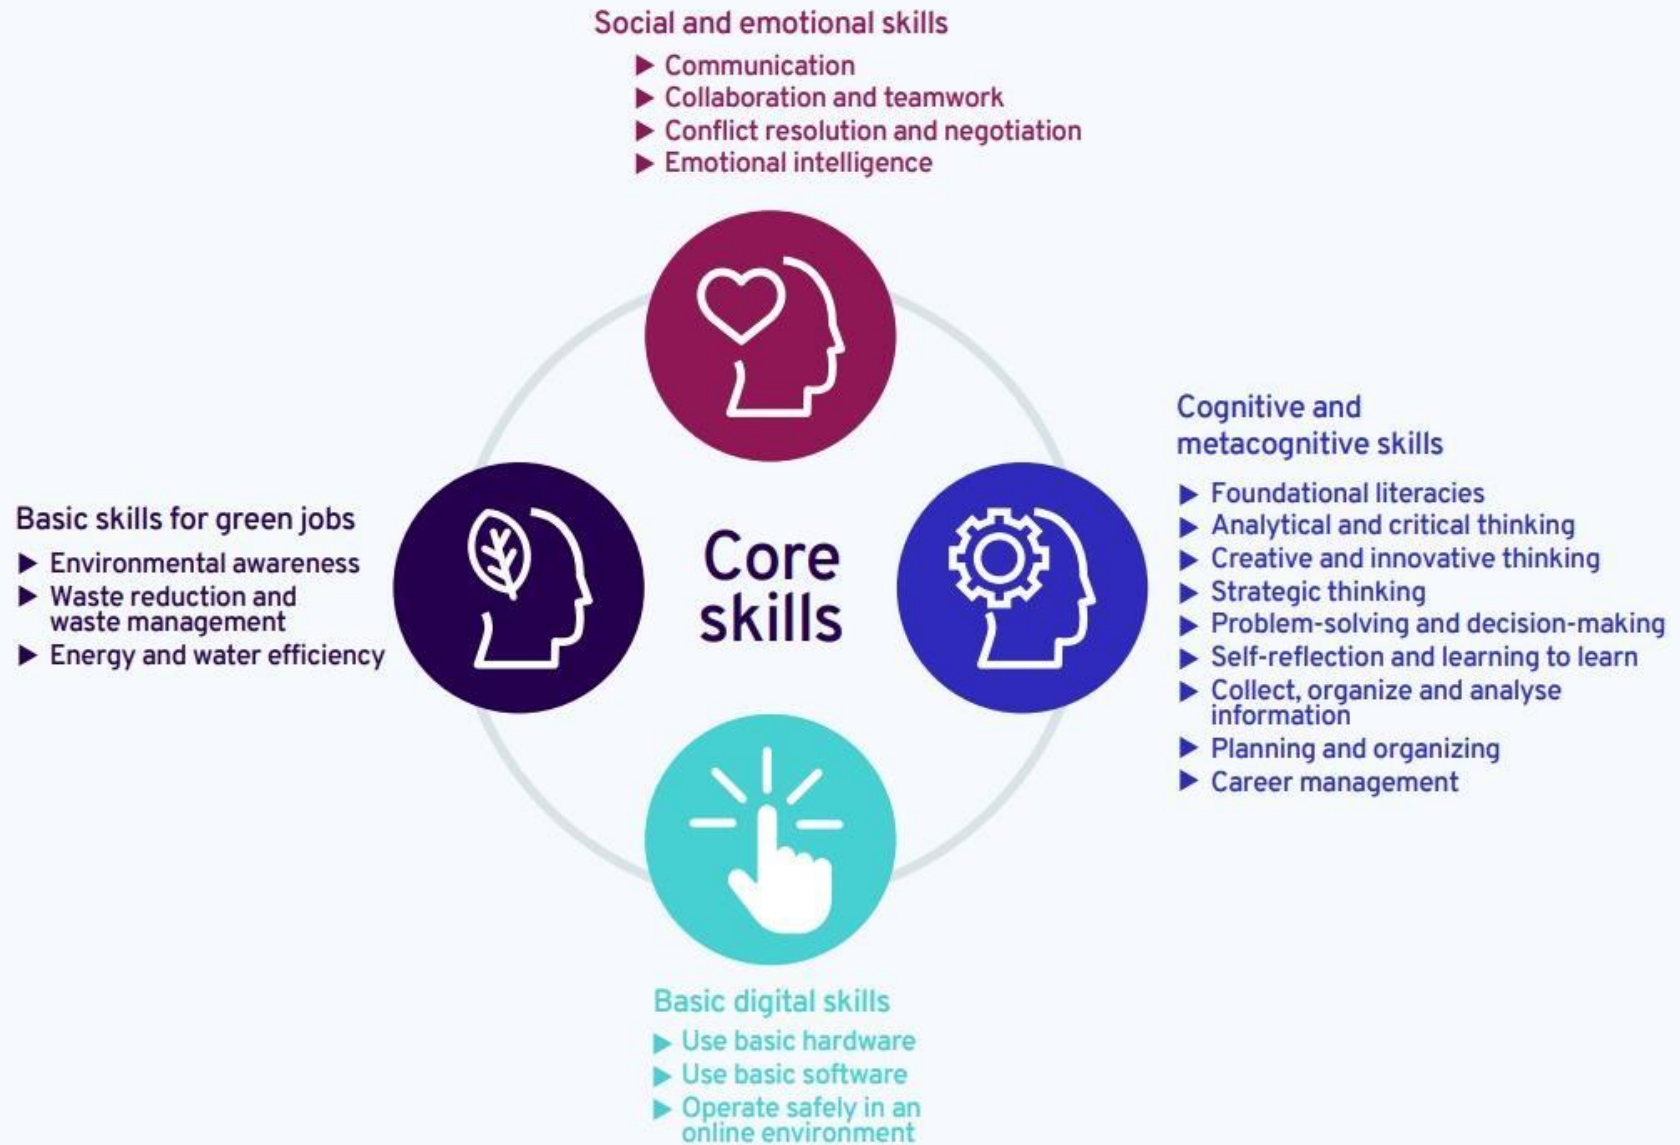 Social and emotional skills
Communication
Collaboration and teamwork
Conflict resolution and negotiation
Emotional intelligence
Cognitive and
metacognitive skills
Foundational literacies
Analytical and critical thinking
Creative and innovative thinking
Strategic thinking
Problem-solving and decision-making
Self-reflection and learning to learn
Collect, organize and analyse
information
Planning and organizing
Career management
Basic skills for green jobs
Environmental awareness
Waste reduction and
waste management
Energy and water efficiency
Core
skills
Basic digital skills
Use basic hardware
Use basic software
Operate safely in an
online environment